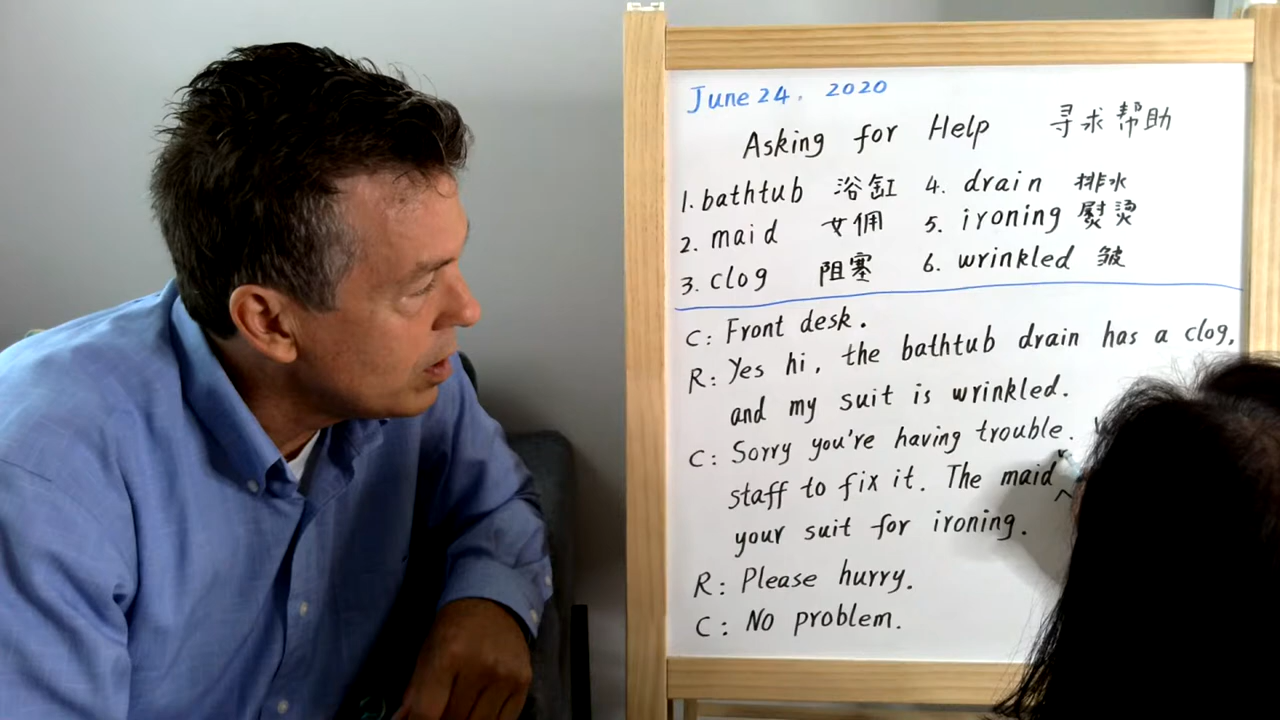 June 24, 2020
Asking for Help 寻求帮助
1. bathtub 浴缸 4. drain 排水
2. maid 女佣 5. ironing 熨烫
3. clog 阻塞 6. wrinkled 皱
C: Front desk.
R: Yes hi, the bathtub drain has a clog,
and my suit is wrinkled.
C: Sorry you're having trouble.
staff to fix it. The maid
your suit for ironing.
R: Please hurry.
C: No problem.